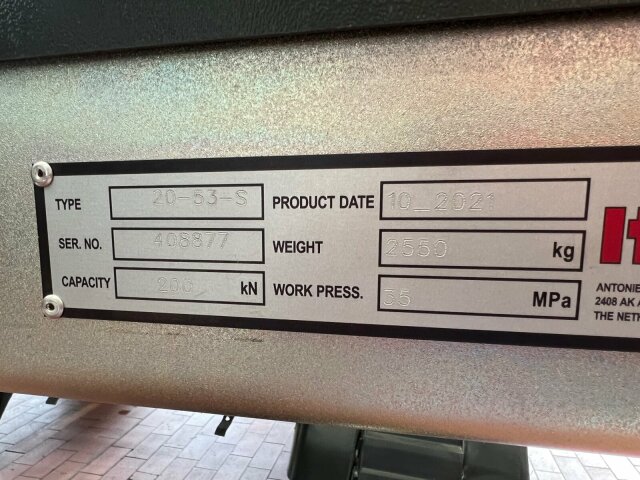 TYPE 20-53-S PRODUCT DATE 10_2021
SER. NO. 408877 WEIGHT 2550 kg
CAPACITY 200 kN WORK PRESS. 35 MPa
ANTONIE
2408 AK A
THE NETH